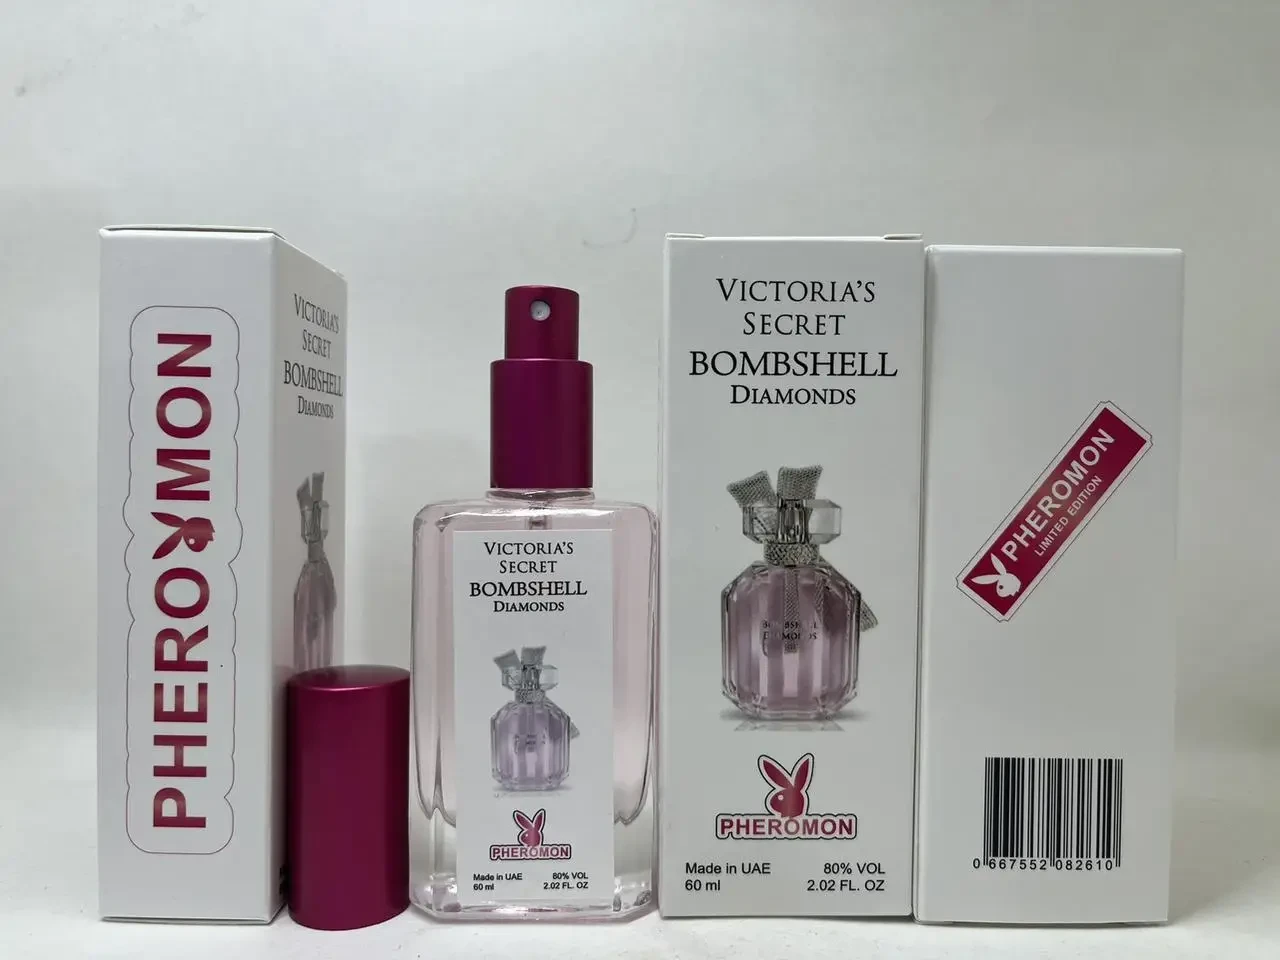 PHEROMON
VICTORIA'S
SECRET
BOMBSHELL
DIAMONDS
VICTORIA'S
SECRET
BOMBSHELL
DIAMONDS
PHEROMON
Made in UAE 80% VOL
60 ml 2.02 FL. OZ
VICTORIA'S
SECRET
BOMBSHELL
DIAMONDS
BOMBSHELL
DIAMONDS
PHEROMON
Made in UAE 80% VOL
60 ml 2.02 FL. OZ
PHEROMON
LIMITED EDITION
0 667552 082610